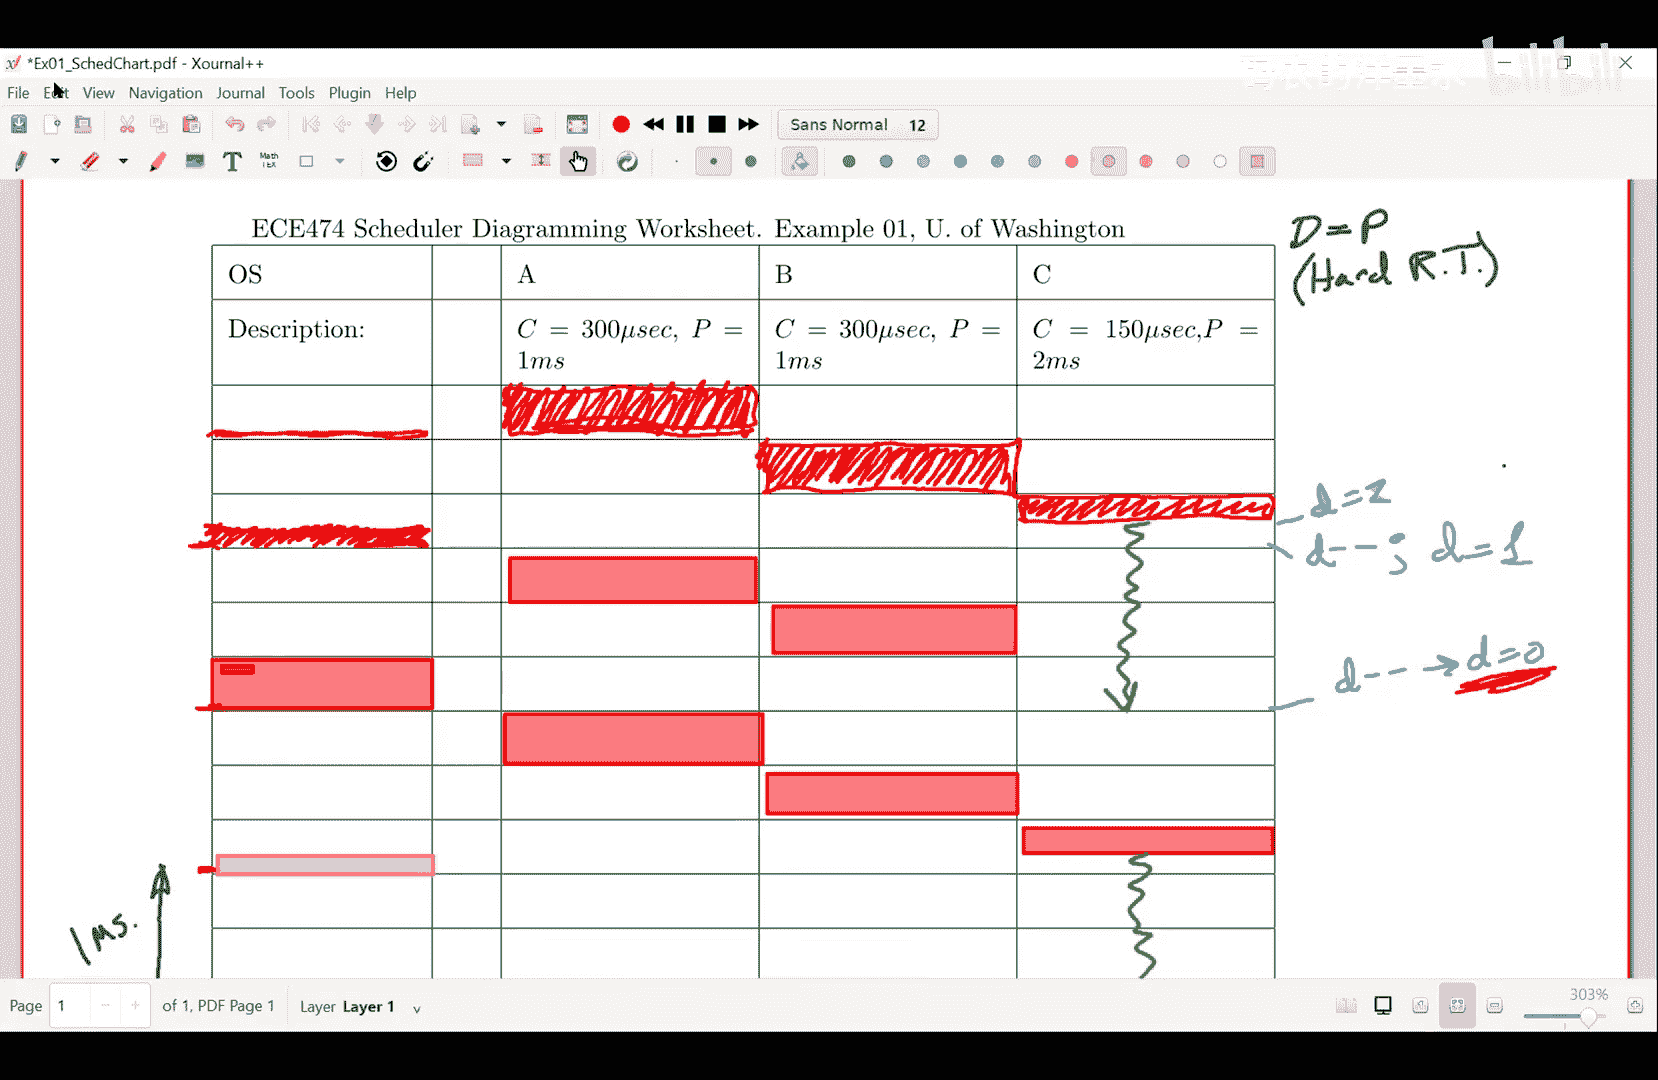 *Ex01_SchedChart.pdf - Xournal++
File Edit View Navigation Journal Tools Plugin Help
Sans Normal 12
T Math TEX
ECE474 Scheduler Diagramming Worksheet. Example 01, U. of Washington
D=P
(Hard R.T.)
OS A B C
Description: C = 300μsec, P = 1ms C = 300μsec, P = 1ms C = 150μsec,P = 2ms
d=2
d--; d=1
d-- → d=0
1ms.
Page 1 of 1, PDF Page 1 Layer Layer 1
303%